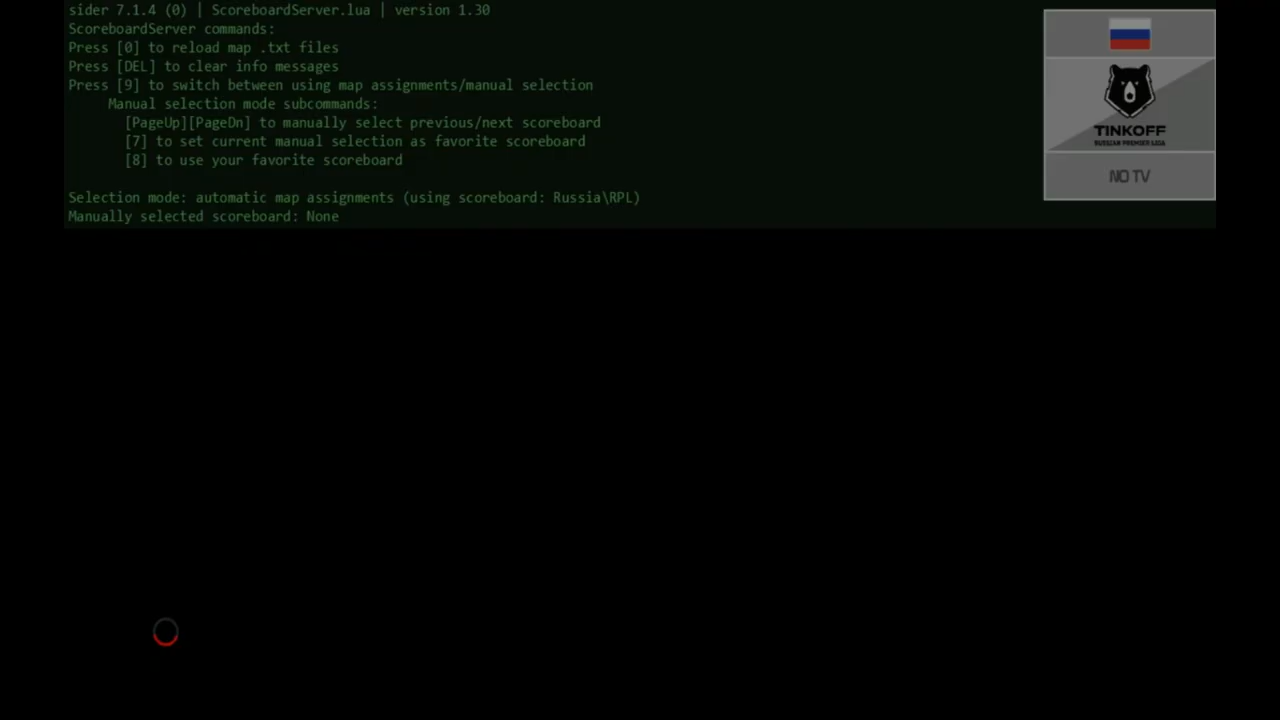 sider 7.1.4 (0) | ScoreboardServer.lua | version 1.30
ScoreboardServer commands:
Press [0] to reload map .txt files
Press [DEL] to clear info messages
Press [9] to switch between using map assignments/manual selection
Manual selection mode subcommands:
[PageUp][PageDn] to manually select previous/next scoreboard
[7] to set current manual selection as favorite scoreboard
[8] to use your favorite scoreboard
Selection mode: automatic map assignments (using scoreboard: Russia\RPL)
Manually selected scoreboard: None
TINKOFF
RUSSIAN PREMIER LIGA
NO TV